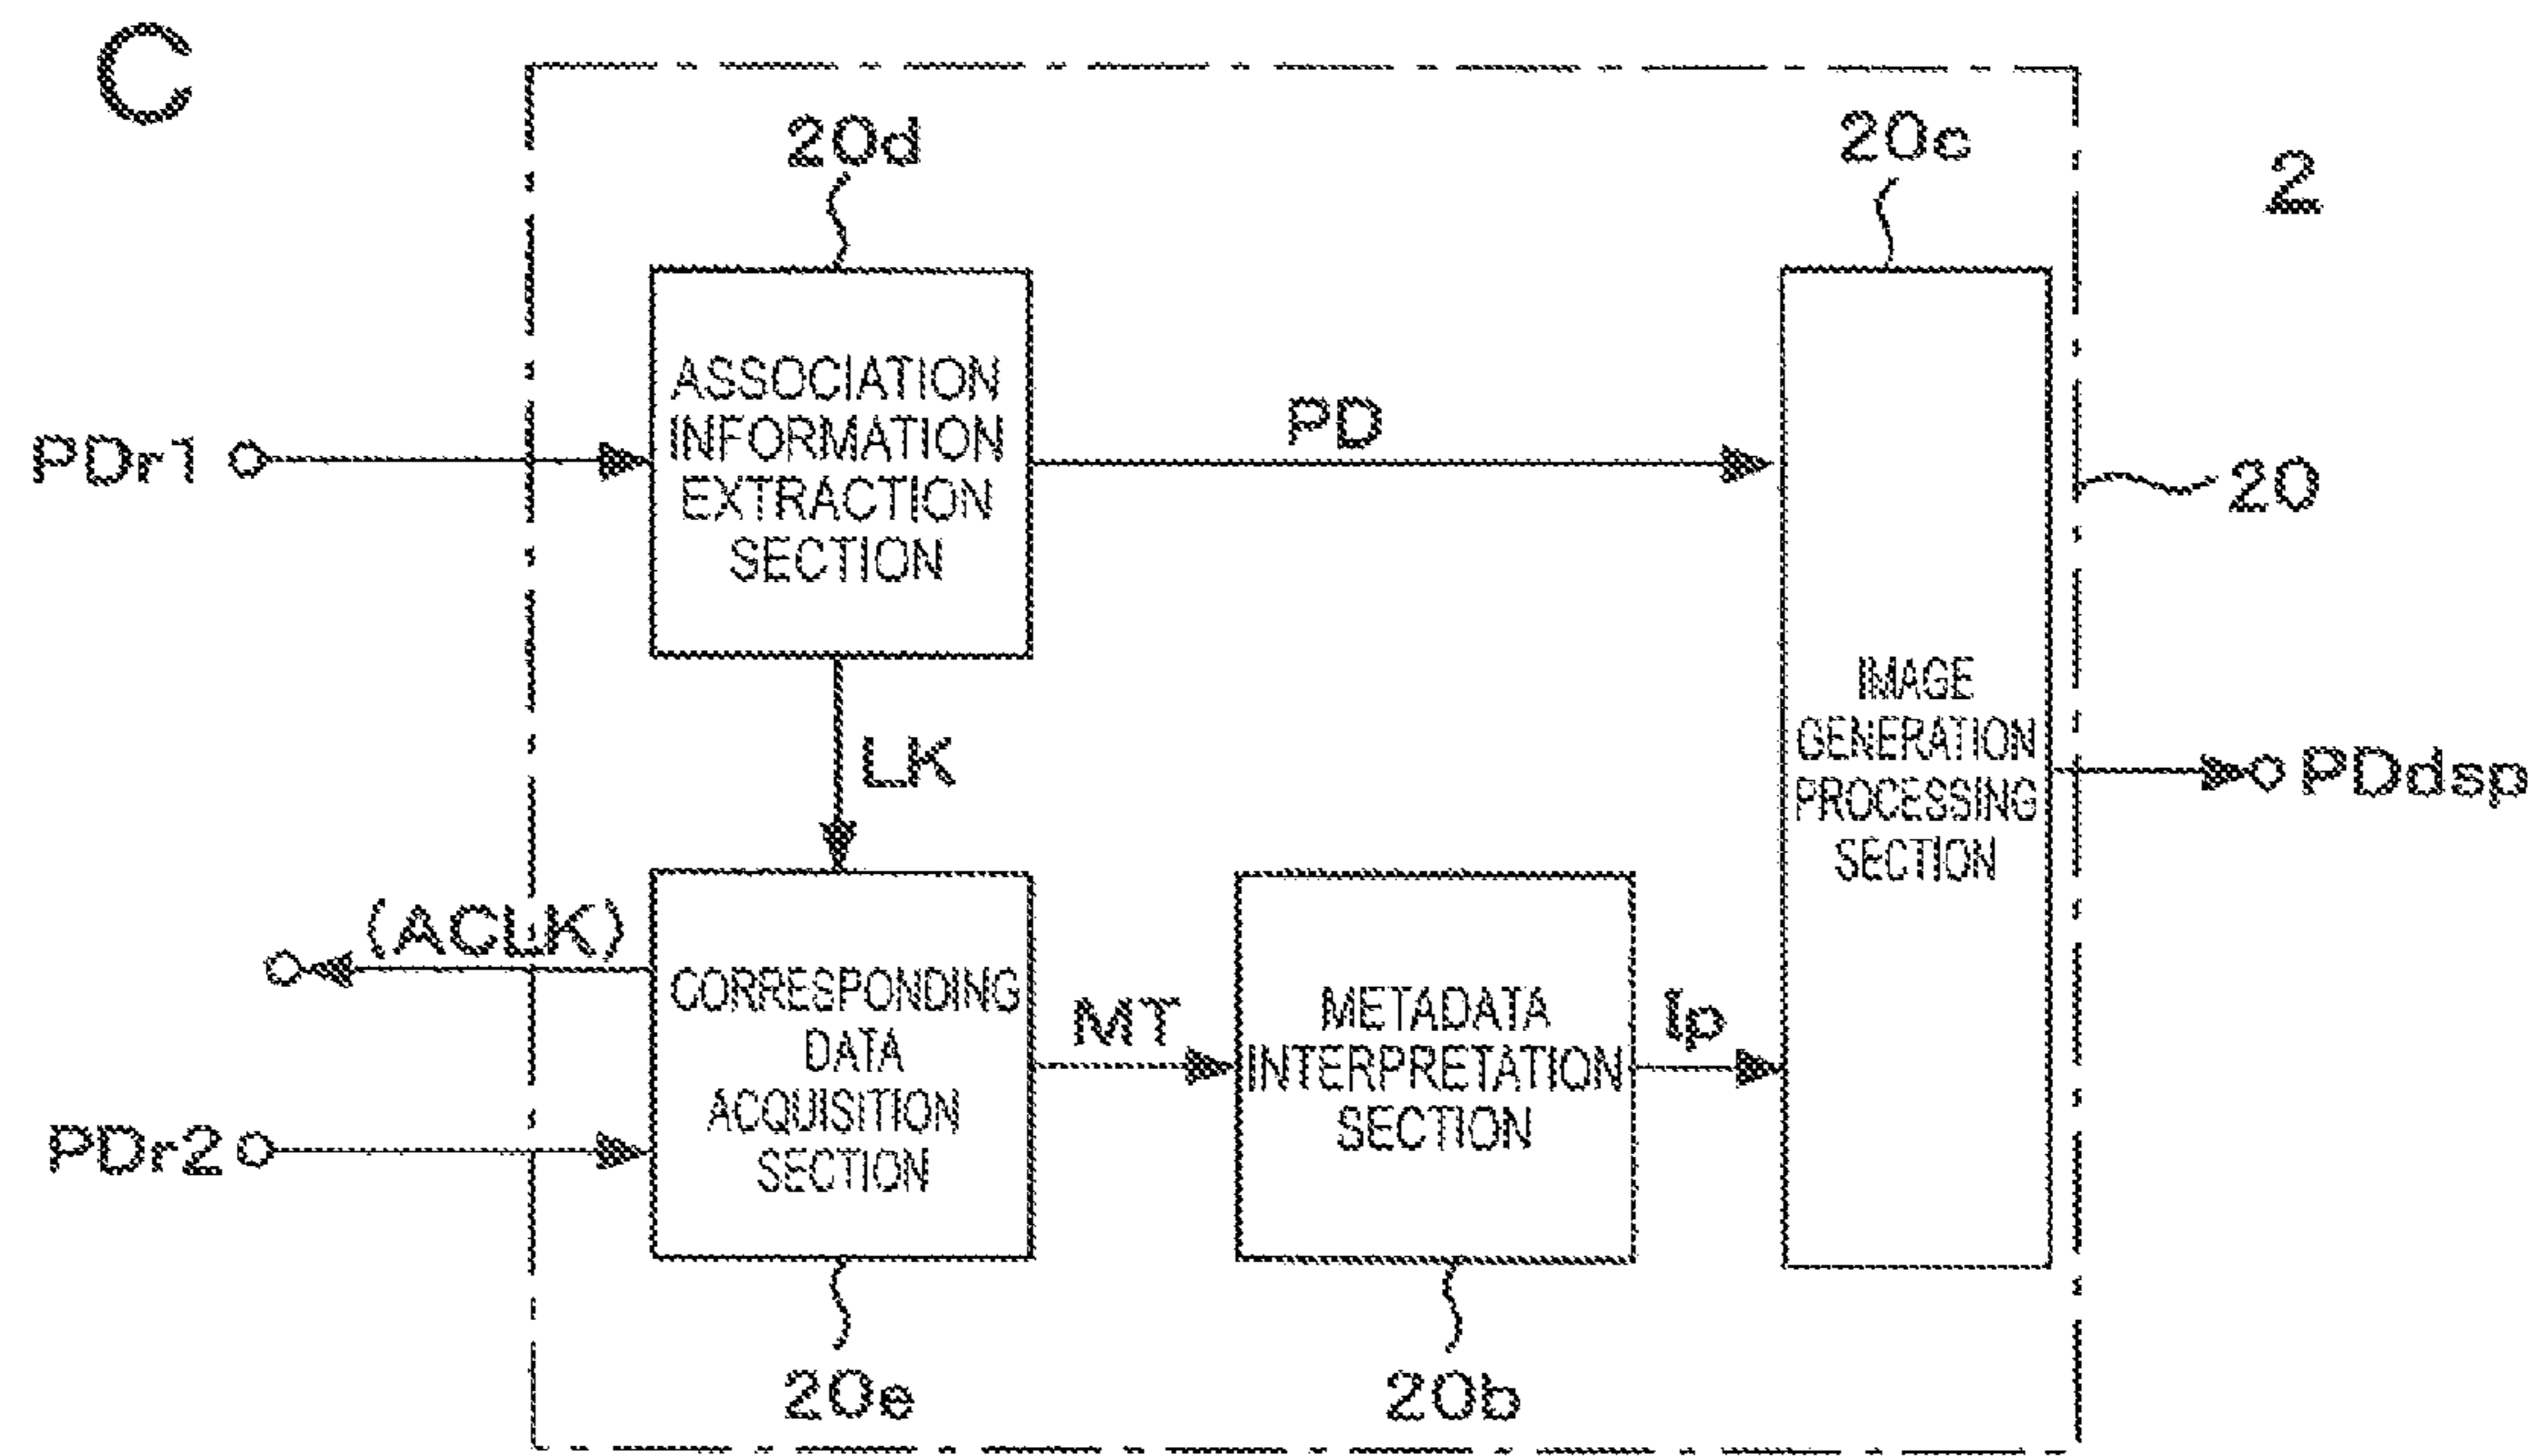 C
20d
20c
2
ASSOCIATION
INFORMATION
EXTRACTION
SECTION
PDr1
PD
20
LK
IMAGE
GENERATION
PROCESSING
SECTION
PDdsp
(ACLK)
CORRESPONDING
DATA
ACQUISITION
SECTION
MT
METADATA
INTERPRETATION
SECTION
Ip
PDr2
20e
20b